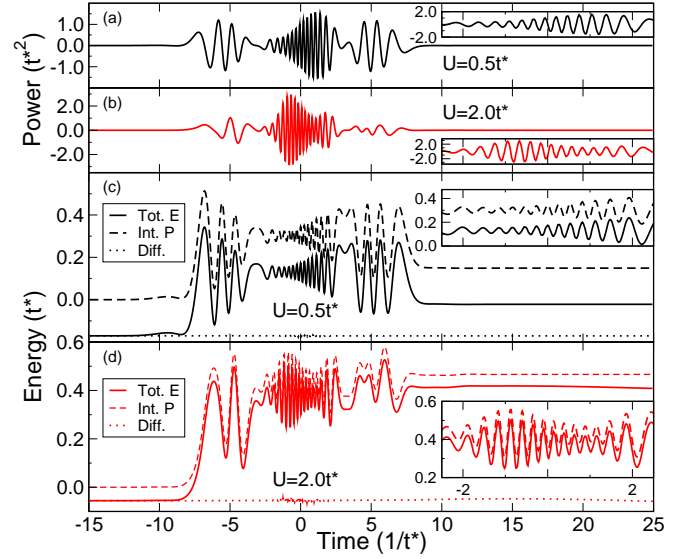 (a)
1.0
0.0
-1.0
U=0.5t*
2.0
-2.0
Power (t*2)
(b)
2.0
0.0
-2.0
U=2.0t*
2.0
-2.0
(c)
0.4
0.2
0.0
Tot. E
Int. P
Diff.
U=0.5t*
0.4
0.2
0.0
Energy (t*)
(d)
0.6
0.4
0.2
0.0
Tot. E
Int. P
Diff.
U=2.0t*
0.6
0.4
0.2
-2 0 2
-15 -10 -5 0 5 10 15 20 25
Time (1/t*)